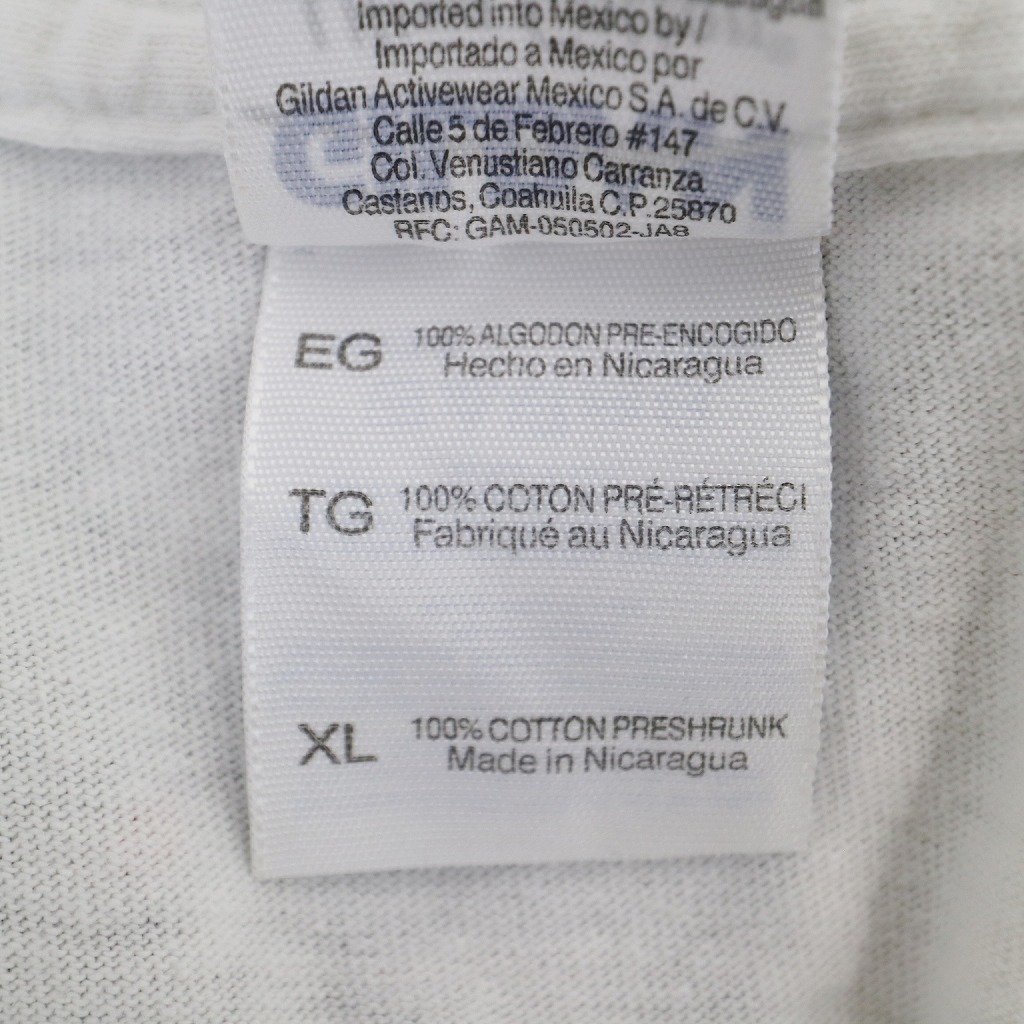 Imported into Mexico by /
Importado a Mexico por
Gildan Activewear Mexico S.A. de C.V.
Calle 5 de Febrero #147
Col. Venustiano Carranza
Castanos, Coahuila C.P. 25870
RFC: GAM-050502-JA8
EG 100% ALGODON PRE-ENCOGIDO
Hecho en Nicaragua
TG 100% COTON PRÉ-RÉTRÉCI
Fabriqué au Nicaragua
XL 100% COTTON PRESHRUNK
Made in Nicaragua